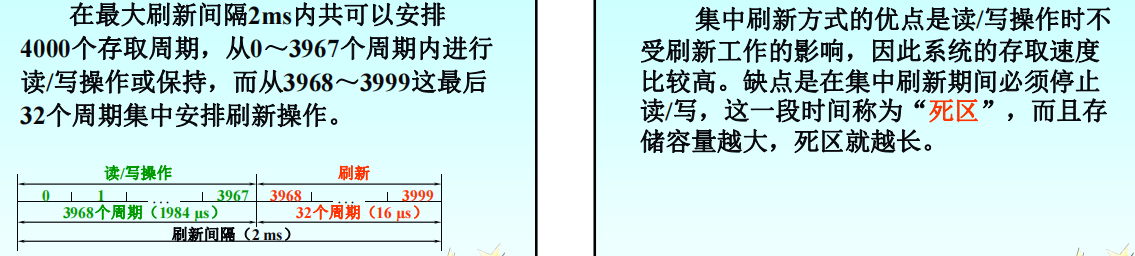 在最大刷新间隔2ms内共可以安排
4000个存取周期，从0～3967个周期内进行
读/写操作或保持，而从3968～3999这最后
32个周期集中安排刷新操作。
读/写操作 刷新
0 1 … 3967 3968 … 3999
3968个周期（1984 μs） 32个周期（16 μs）
刷新间隔（2 ms）
集中刷新方式的优点是读/写操作时不
受刷新工作的影响，因此系统的存取速度
比较高。缺点是在集中刷新期间必须停止
读/写，这一段时间称为“死区”，而且存
储容量越大，死区就越长。